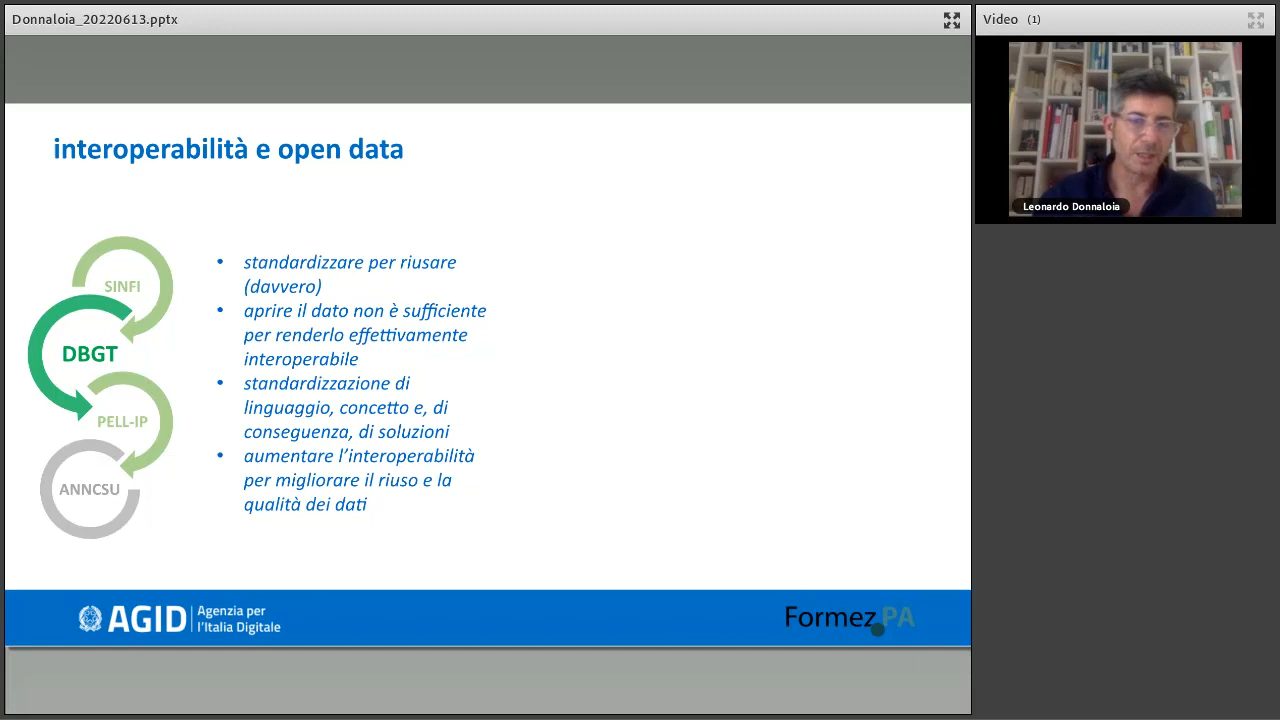 Donnaloia_20220613.pptx
Video (1)
Leonardo Donnaloia
interoperabilità e open data
SINFI
DBGT
PELL-IP
ANNCSU
• standardizzare per riusare
(davvero)
• aprire il dato non è sufficiente
per renderlo effettivamente
interoperabile
• standardizzazione di
linguaggio, concetto e, di
conseguenza, di soluzioni
• aumentare l’interoperabilità
per migliorare il riuso e la
qualità dei dati
AGID
Agenzia per
l’Italia Digitale
Formez PA